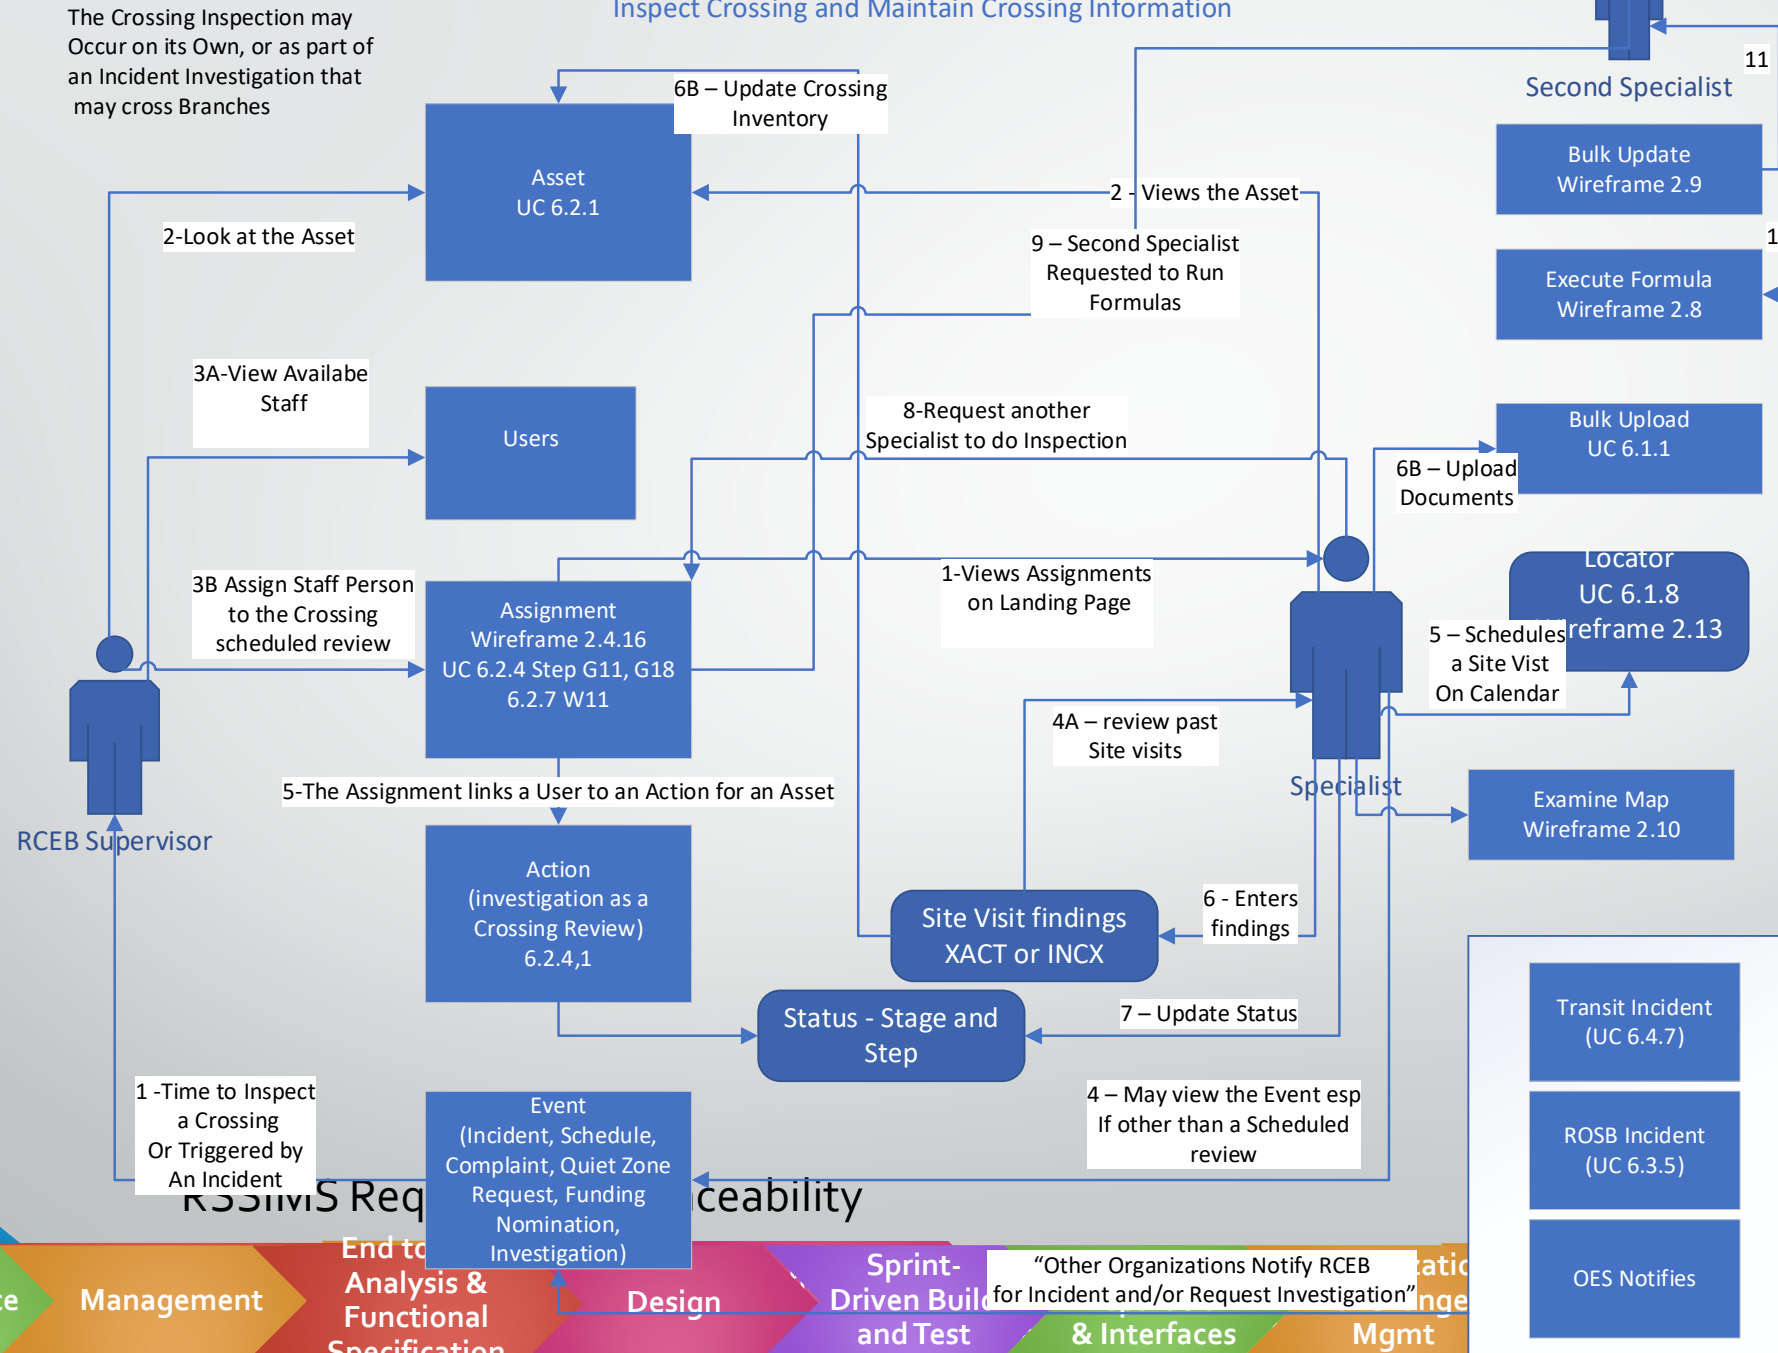 Inspect Crossing and Maintain Crossing Information
The Crossing Inspection may
Occur on its Own, or as part of
an Incident Investigation that
may cross Branches
6B – Update Crossing
Inventory
Asset
UC 6.2.1
2-Look at the Asset
2 - Views the Asset
9 – Second Specialist
Requested to Run
Formulas
11
Second Specialist
Bulk Update
Wireframe 2.9
1
Execute Formula
Wireframe 2.8
3A-View Availabe
Staff
Users
8-Request another
Specialist to do Inspection
Bulk Upload
UC 6.1.1
6B – Upload
Documents
3B Assign Staff Person
to the Crossing
scheduled review
Assignment
Wireframe 2.4.16
UC 6.2.4 Step G11, G18
6.2.7 W11
1-Views Assignments
on Landing Page
Locator
UC 6.1.8
reframe 2.13
5 – Schedules
a Site Vist
On Calendar
4A – review past
Site visits
Specialist
RCEB Supervisor
5-The Assignment links a User to an Action for an Asset
Examine Map
Wireframe 2.10
Action
(investigation as a
Crossing Review)
6.2.4,1
Site Visit findings
XACT or INCX
6 - Enters
findings
Status - Stage and
Step
7 – Update Status
Transit Incident
(UC 6.4.7)
1 -Time to Inspect
a Crossing
Or Triggered by
An Incident
Event
(Incident, Schedule,
Complaint, Quiet Zone
Request, Funding
Nomination,
Investigation)
4 – May view the Event esp
If other than a Scheduled
review
ROSB Incident
(UC 6.3.5)
RSSIMS Req ceability
OES Notifies
"Other Organizations Notify RCEB
for Incident and/or Request Investigation"
Management
End to
Analysis &
Functional
Specification
Design
Sprint-
Driven Build
and Test
& Interfaces
Mgmt